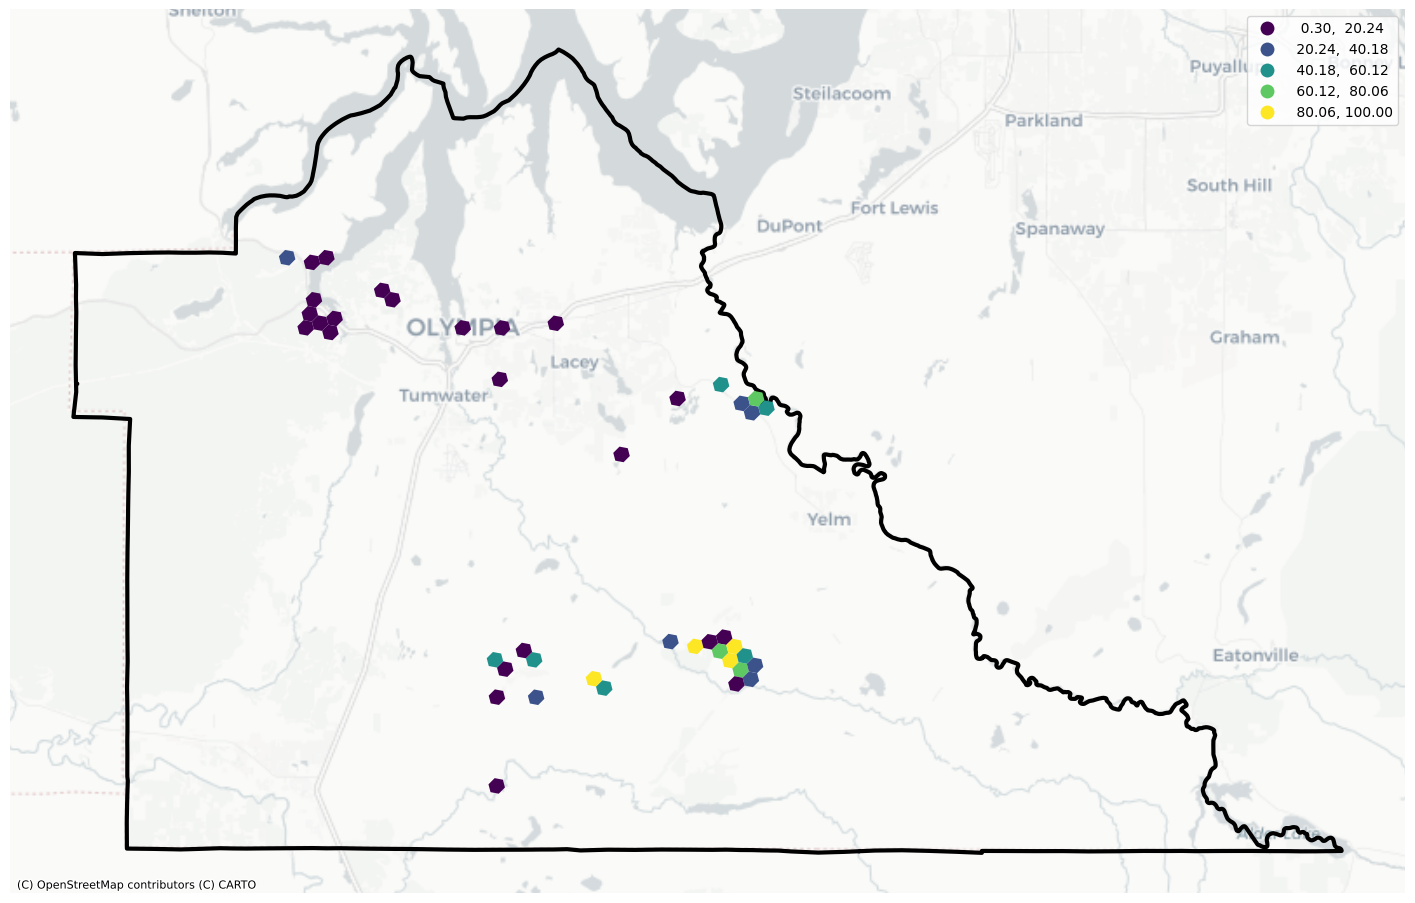 Shelton
0.30, 20.24
20.24, 40.18
40.18, 60.12
60.12, 80.06
80.06, 100.00
Steilacoom
Parkland
South Hill
Fort Lewis
DuPont
Spanaway
OLYMPIA
Graham
Lacey
Tumwater
Yelm
Eatonville
(C) OpenStreetMap contributors (C) CARTO